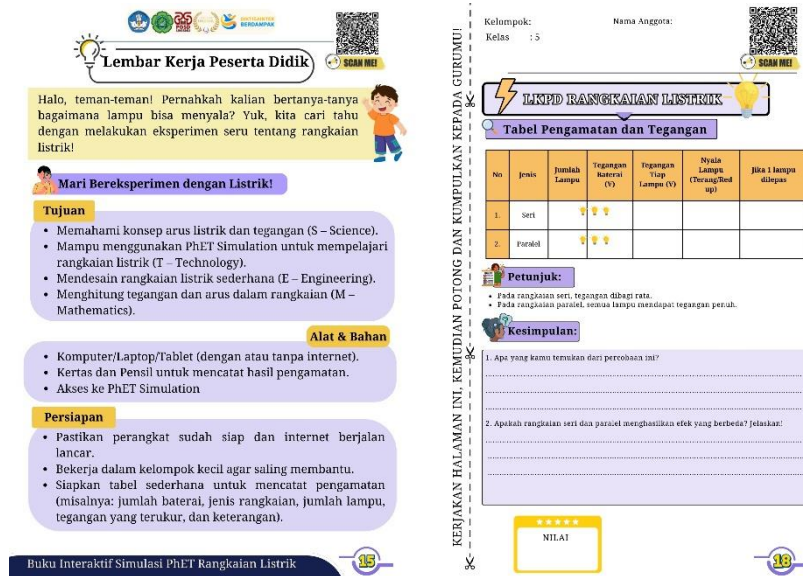 BERDAMPAK
SCAN ME!
Lembar Kerja Peserta Didik
Halo, teman-teman! Pernahkah kalian bertanya-tanya
bagaimana lampu bisa menyala? Yuk, kita cari tahu
dengan melakukan eksperimen seru tentang rangkaian
listrik!
Mari Bereksperimen dengan Listrik!
Tujuan
• Memahami konsep arus listrik dan tegangan (S – Science).
• Mampu menggunakan PhET Simulation untuk mempelajari
rangkaian listrik (T – Technology).
• Mendesain rangkaian listrik sederhana (E – Engineering).
• Menghitung tegangan dan arus dalam rangkaian (M –
Mathematics).
Alat & Bahan
• Komputer/Laptop/Tablet (dengan atau tanpa internet).
• Kertas dan Pensil untuk mencatat hasil pengamatan.
• Akses ke PhET Simulation
Persiapan
• Pastikan perangkat sudah siap dan internet berjalan
lancar.
• Bekerja dalam kelompok kecil agar saling membantu.
• Siapkan tabel sederhana untuk mencatat pengamatan
(misalnya: jumlah baterai, jenis rangkaian, jumlah lampu,
tegangan yang terukur, dan keterangan).
Buku Interaktif Simulasi PhET Rangkaian Listrik
15
KERJAKAN HALAMAN INI, KEMUDIAN POTONG DAN KUMPULKAN KEPADA GURUMU!
Kelompok: Nama Anggota:
Kelas : 5
SCAN ME!
LKPD RANGKAIAN LISTRIK
Tabel Pengamatan dan Tegangan
No Jenis Jumlah Lampu Tegangan Baterai (V) Tegangan Tiap Lampu (V) Nyala Lampu (Terang/Redup) Jika 1 lampu dilepas
1. Seri
2. Paralel
Petunjuk:
• Pada rangkaian seri, tegangan dibagi rata.
• Pada rangkaian paralel, semua lampu mendapat tegangan penuh.
Kesimpulan:
1. Apa yang kamu temukan dari percobaan ini?
2. Apakah rangkaian seri dan paralel menghasilkan efek yang berbeda? Jelaskan!
NILAI
18